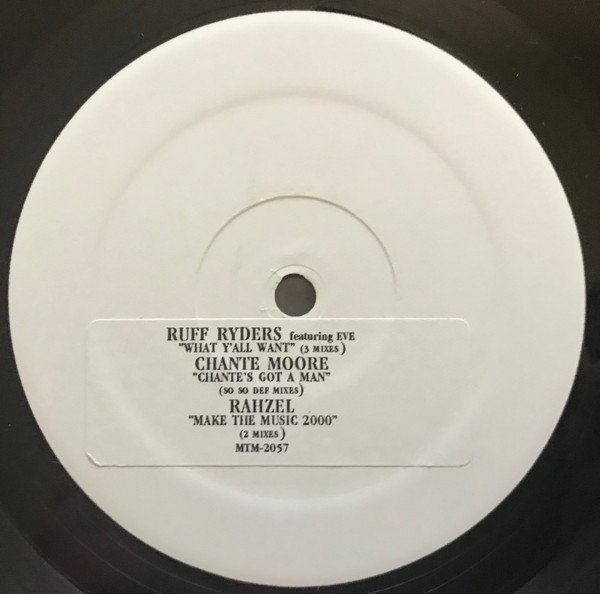 RUFF RYDERS featuring EVE
"WHAT Y'ALL WANT" (3 MIXES)
CHANTE MOORE
"CHANTE'S GOT A MAN"
(SO SO DEF MIXES)
RAHZEL
"MAKE THE MUSIC 2000"
(2 MIXES)
MTM-2057